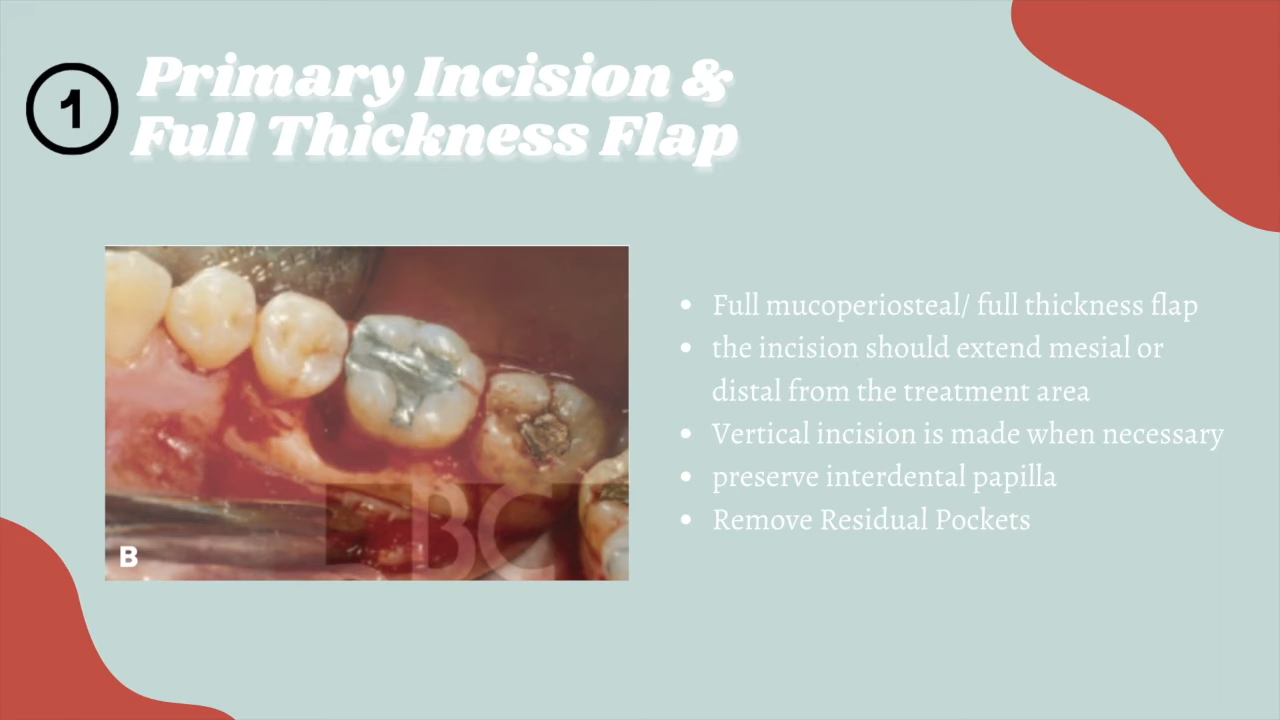 1
Primary Incision &
Full Thickness Flap
• Full mucoperiosteal/ full thickness flap
• the incision should extend mesial or
distal from the treatment area
• Vertical incision is made when necessary
• preserve interdental papilla
• Remove Residual Pockets
B
BC